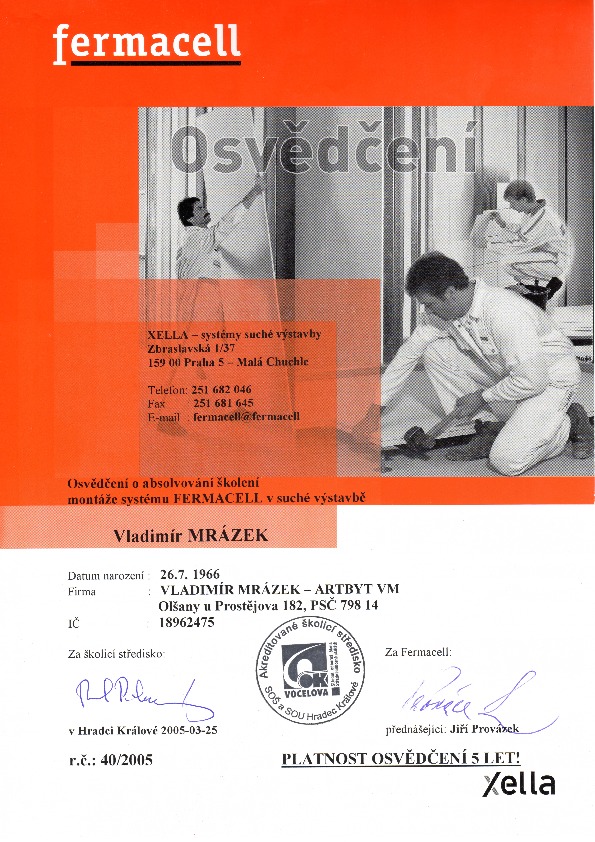 fermacell
Osvědčení
XELLA – systémy suché výstavby
Zbraslavská 1/37
159 00 Praha 5 – Malá Chuchle
Telefon: 251 682 046
Fax : 251 681 645
E-mail : fermacell@fermacell
Osvědčení o absolvování školení
montáže systému FERMACELL v suché výstavbě
Vladimír MRÁZEK
Datum narození : 26.7. 1966
Firma : VLADIMÍR MRÁZEK – ARTBYT VM
Olšany u Prostějova 182, PSČ 798 14
IČ : 18962475
Za školící středisko:
Za Fermacell:
Akreditované školící středisko
VOCELOVA
SOŠ a SOU Hradec Králové
v Hradci Králové 2005-03-25
přednášející: Jiří Provázek
r.č.: 40/2005
PLATNOST OSVĚDČENÍ 5 LET!
xella